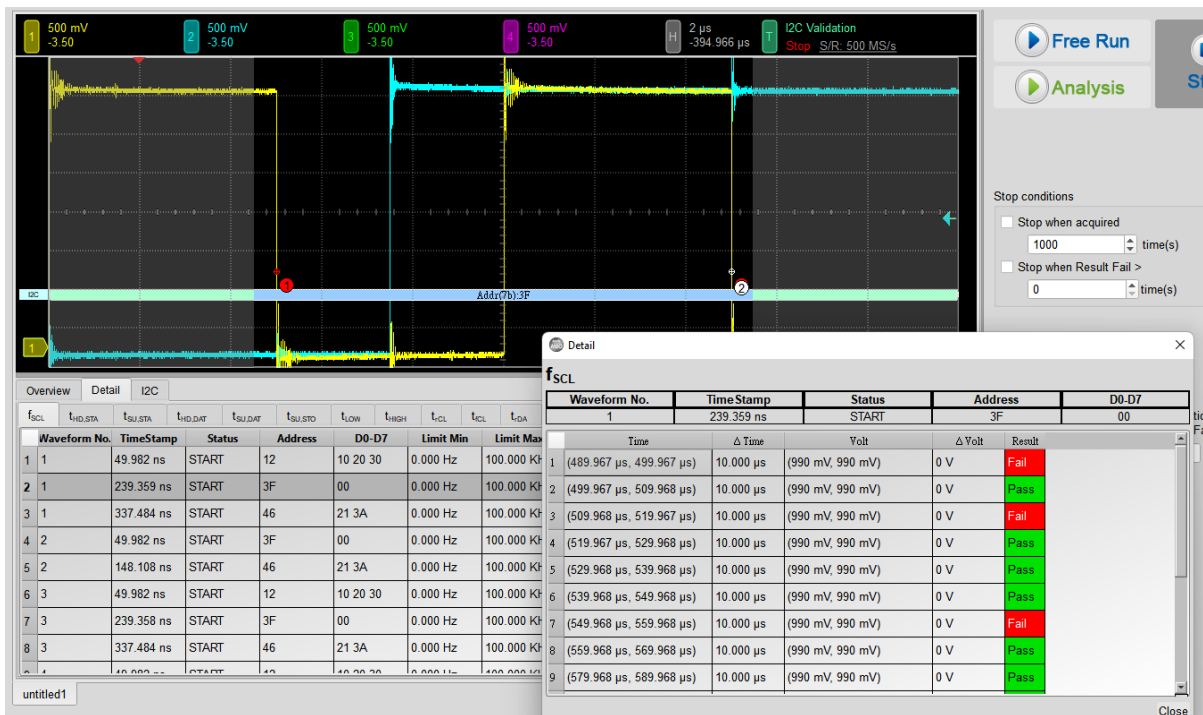 1 500 mV -3.50 2 500 mV -3.50 3 500 mV -3.50 4 500 mV -3.50 H 2 µs -394.966 µs T I2C Validation
Stop S/R: 500 MS/s
Free Run
Analysis
Stop conditions
Stop when acquired
1000 time(s)
Stop when Result Fail >
0 time(s)
1 2
I2C Addr(7b):3F
1
Overview Detail I2C
fSCL tHD,STA tSU,STA tHD,DAT tSU,DAT tSU,STO tLOW tHIGH trCL tfCL trDA
Waveform No. TimeStamp Status Address D0-D7 Limit Min Limit Max
1 1 49.982 ns START 12 10 20 30 0.000 Hz 100.000 KH
2 1 239.359 ns START 3F 00 0.000 Hz 100.000 KH
3 1 337.484 ns START 46 21 3A 0.000 Hz 100.000 KH
4 2 49.982 ns START 3F 00 0.000 Hz 100.000 KH
5 2 148.108 ns START 46 21 3A 0.000 Hz 100.000 KH
6 3 49.982 ns START 12 10 20 30 0.000 Hz 100.000 KH
7 3 239.358 ns START 3F 00 0.000 Hz 100.000 KH
8 3 337.484 ns START 46 21 3A 0.000 Hz 100.000 KH
untitled1
Detail
fSCL
Waveform No. TimeStamp Status Address D0-D7
1 239.359 ns START 3F 00
Time Δ Time Volt Δ Volt Result
1 (489.967 µs, 499.967 µs) 10.000 µs (990 mV, 990 mV) 0 V Fail
2 (499.967 µs, 509.968 µs) 10.000 µs (990 mV, 990 mV) 0 V Pass
3 (509.968 µs, 519.967 µs) 10.000 µs (990 mV, 990 mV) 0 V Fail
4 (519.967 µs, 529.968 µs) 10.000 µs (990 mV, 990 mV) 0 V Pass
5 (529.968 µs, 539.968 µs) 10.000 µs (990 mV, 990 mV) 0 V Pass
6 (539.968 µs, 549.968 µs) 10.000 µs (990 mV, 990 mV) 0 V Pass
7 (549.968 µs, 559.968 µs) 10.000 µs (990 mV, 990 mV) 0 V Fail
8 (559.968 µs, 569.968 µs) 10.000 µs (990 mV, 990 mV) 0 V Pass
9 (579.968 µs, 589.968 µs) 10.000 µs (990 mV, 990 mV) 0 V Pass
Close